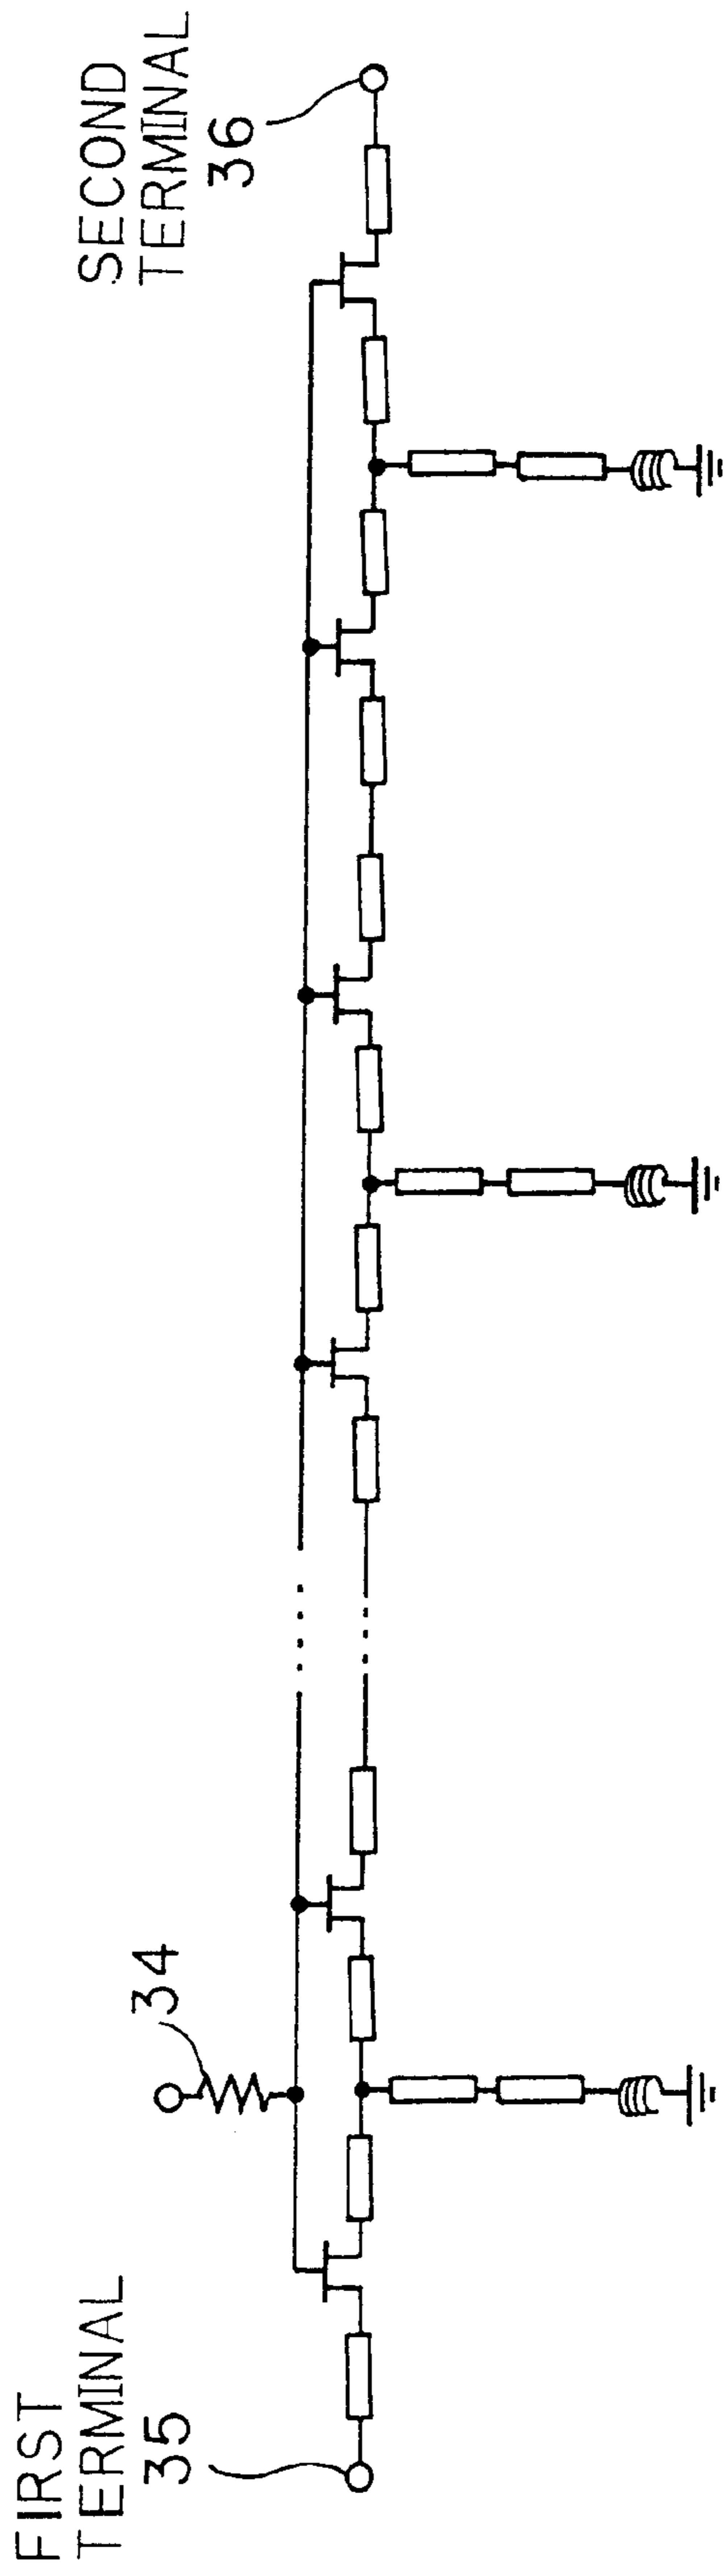 FIRST
TERMINAL
35
34
SECOND
TERMINAL
36